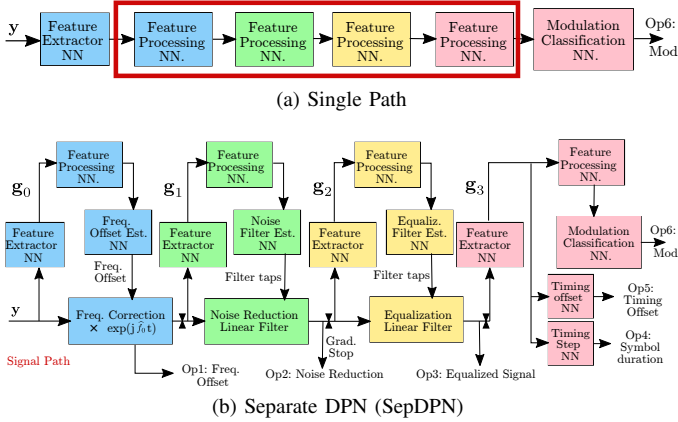 y
Feature
Extractor
NN
Feature
Processing
NN.
Feature
Processing
NN.
Feature
Processing
NN.
Feature
Processing
NN.
Modulation
Classification
NN.
Op6:
Mod
(a) Single Path
g0
Feature
Processing
NN.
g1
Feature
Processing
NN.
g2
Feature
Processing
NN.
g3
Feature
Processing
NN.
Feature
Extractor
NN
Freq.
Offset Est.
NN
Feature
Extractor
NN
Noise
Filter Est.
NN
Feature
Extractor
NN
Equaliz.
Filter Est.
NN
Feature
Extractor
NN
Modulation
Classification
NN.
Op6:
Mod
Freq.
Offset
Filter taps
Filter taps
y
Freq. Correction
× exp(j f̂₀ t)
Noise Reduction
Linear Filter
Equalization
Linear Filter
Timing
offset
NN
Op5:
Timing
Offset
Timing
Step
NN
Op4:
Symbol
duration
Signal Path
Grad.
Stop
Op1: Freq.
Offset
Op2: Noise Reduction
Op3: Equalized Signal
(b) Separate DPN (SepDPN)